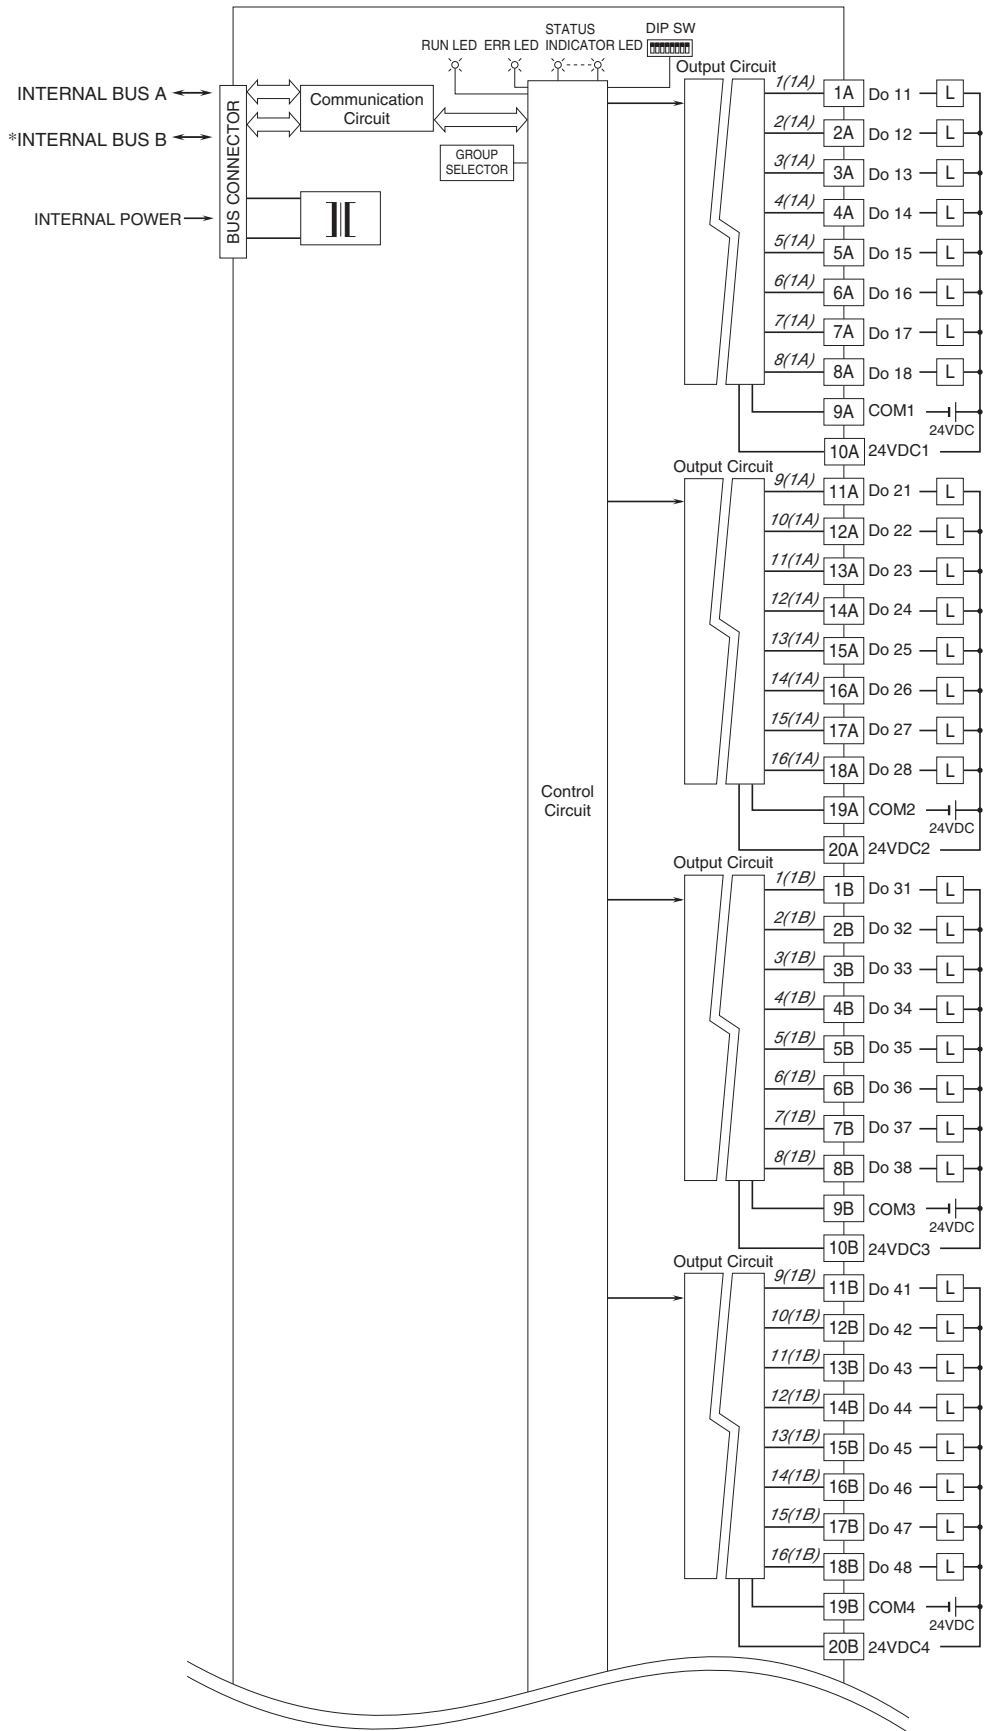 STATUS
RUN LED ERR LED INDICATOR LED DIP SW
INTERNAL BUS A
*INTERNAL BUS B
INTERNAL POWER
BUS CONNECTOR
Communication
Circuit
GROUP
SELECTOR
Control
Circuit
Output Circuit
1(1A) 1A Do 11 L
2(1A) 2A Do 12 L
3(1A) 3A Do 13 L
4(1A) 4A Do 14 L
5(1A) 5A Do 15 L
6(1A) 6A Do 16 L
7(1A) 7A Do 17 L
8(1A) 8A Do 18 L
9A COM1
24VDC
10A 24VDC1
Output Circuit
9(1A) 11A Do 21 L
10(1A) 12A Do 22 L
11(1A) 13A Do 23 L
12(1A) 14A Do 24 L
13(1A) 15A Do 25 L
14(1A) 16A Do 26 L
15(1A) 17A Do 27 L
16(1A) 18A Do 28 L
19A COM2
24VDC
20A 24VDC2
Output Circuit
1(1B) 1B Do 31 L
2(1B) 2B Do 32 L
3(1B) 3B Do 33 L
4(1B) 4B Do 34 L
5(1B) 5B Do 35 L
6(1B) 6B Do 36 L
7(1B) 7B Do 37 L
8(1B) 8B Do 38 L
9B COM3
24VDC
10B 24VDC3
Output Circuit
9(1B) 11B Do 41 L
10(1B) 12B Do 42 L
11(1B) 13B Do 43 L
12(1B) 14B Do 44 L
13(1B) 15B Do 45 L
14(1B) 16B Do 46 L
15(1B) 17B Do 47 L
16(1B) 18B Do 48 L
19B COM4
24VDC
20B 24VDC4